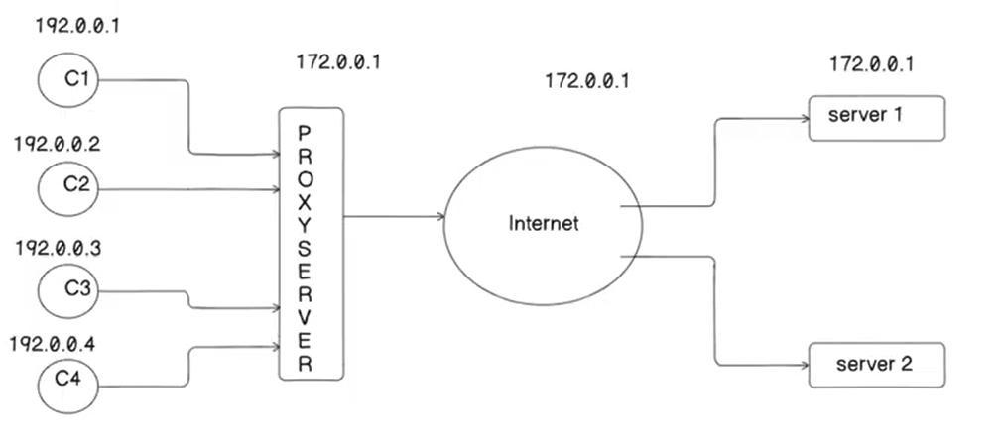 192.0.0.1
C1
192.0.0.2
C2
192.0.0.3
C3
192.0.0.4
C4
172.0.0.1
P
R
O
X
Y
S
E
R
V
E
R
172.0.0.1
Internet
172.0.0.1
server 1
server 2